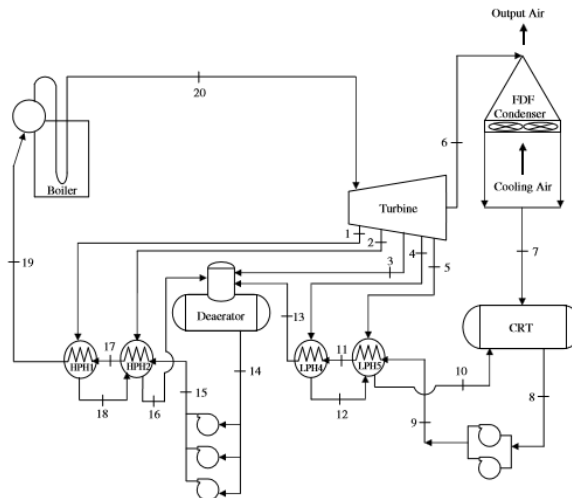 Output Air
20
FDF
Condenser
6
Boiler
Cooling Air
Turbine
1
2
3
4
5
19
7
Deaerator
13
CRT
17
14
11
HPH1
HPH2
LPH4
LPH5
15
10
18
16
12
9
8